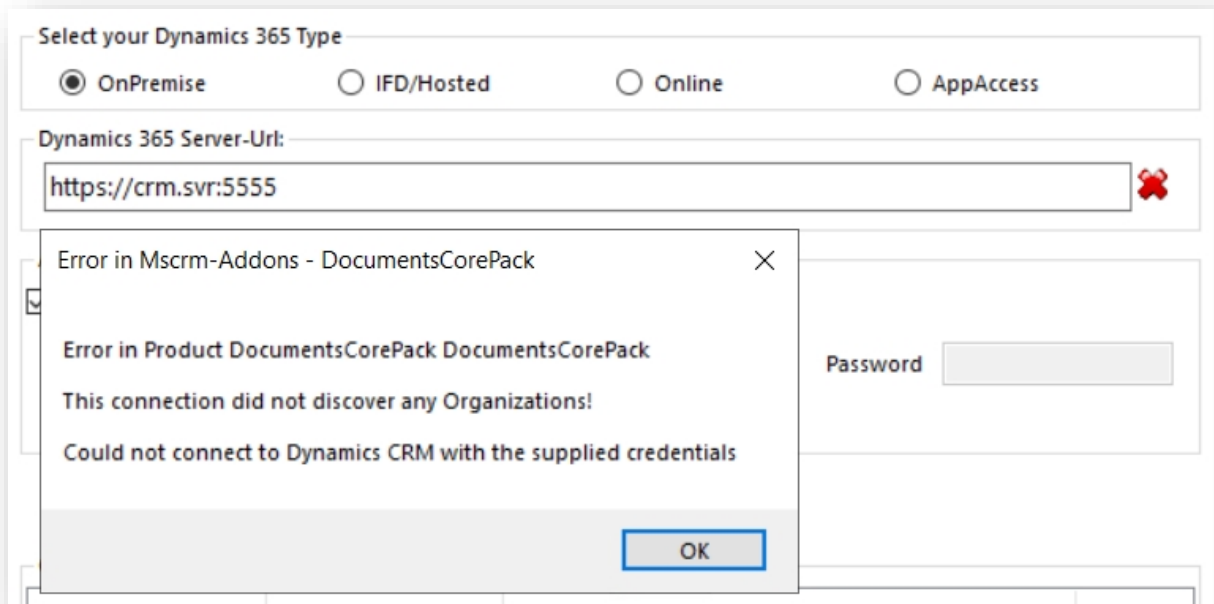 Select your Dynamics 365 Type
OnPremise IFD/Hosted Online AppAccess
Dynamics 365 Server-Url:
https://crm.svr:5555
Error in Mscrm-Addons - DocumentsCorePack
Error in Product DocumentsCorePack DocumentsCorePack
This connection did not discover any Organizations!
Could not connect to Dynamics CRM with the supplied credentials
Password
OK